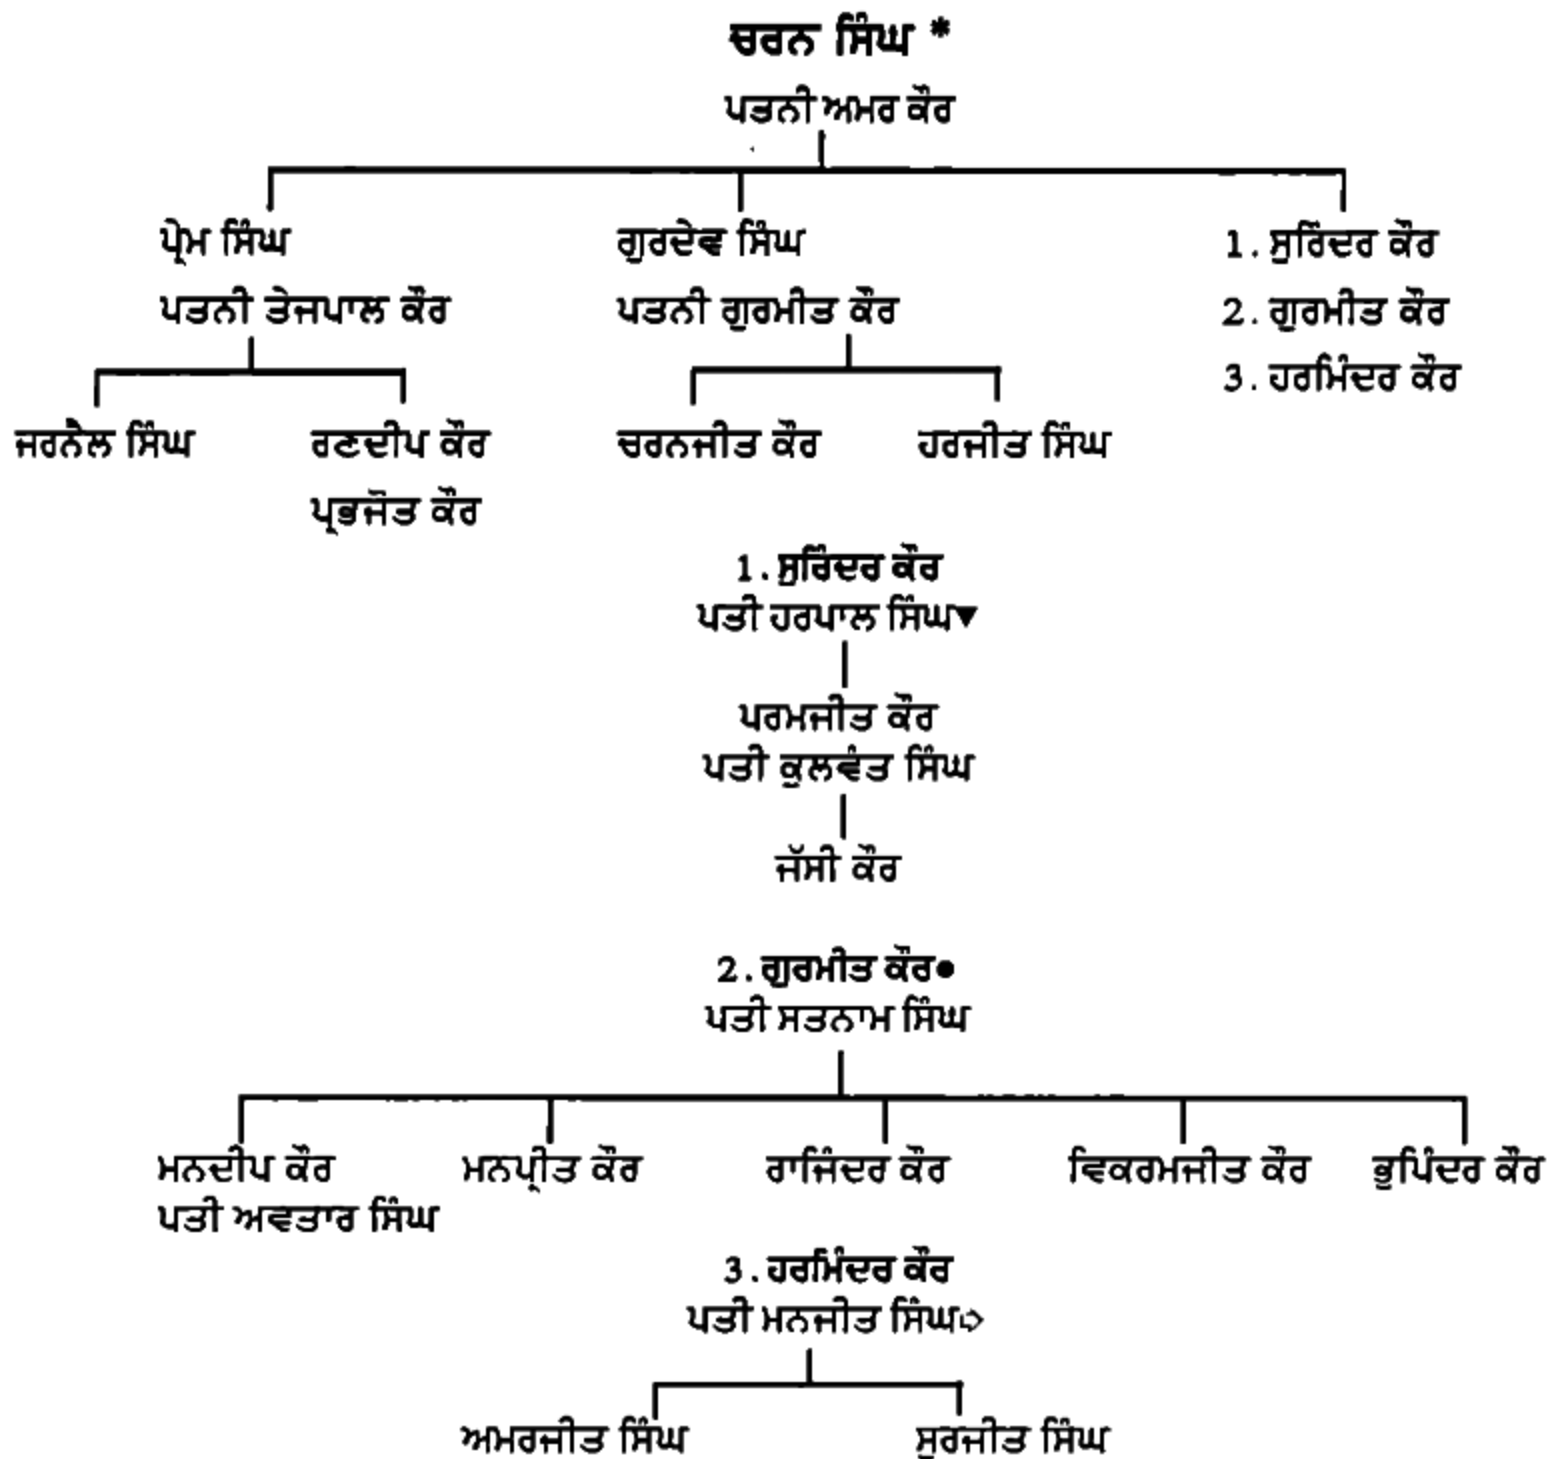 ਚਰਨ ਸਿੰਘ *
ਪਤਨੀ ਅਮਰ ਕੌਰ
ਪ੍ਰੇਮ ਸਿੰਘ ਗੁਰਦੇਵ ਸਿੰਘ 1. ਸੁਰਿੰਦਰ ਕੌਰ
ਪਤਨੀ ਤੇਜਪਾਲ ਕੌਰ ਪਤਨੀ ਗੁਰਮੀਤ ਕੌਰ 2. ਗੁਰਮੀਤ ਕੌਰ
3. ਹਰਮਿੰਦਰ ਕੌਰ
ਜਰਨੈਲ ਸਿੰਘ ਰਣਦੀਪ ਕੌਰ ਚਰਨਜੀਤ ਕੌਰ ਹਰਜੀਤ ਸਿੰਘ
ਪ੍ਰਭਜੋਤ ਕੌਰ
1. ਸੁਰਿੰਦਰ ਕੌਰ
ਪਤੀ ਹਰਪਾਲ ਸਿੰਘ▼
ਪਰਮਜੀਤ ਕੌਰ
ਪਤੀ ਕੁਲਵੰਤ ਸਿੰਘ
ਜੱਸੀ ਕੌਰ
2. ਗੁਰਮੀਤ ਕੌਰ●
ਪਤੀ ਸਤਨਾਮ ਸਿੰਘ
ਮਨਦੀਪ ਕੌਰ ਮਨਪ੍ਰੀਤ ਕੌਰ ਰਾਜਿੰਦਰ ਕੌਰ ਵਿਕਰਮਜੀਤ ਕੌਰ ਭੁਪਿੰਦਰ ਕੌਰ
ਪਤੀ ਅਵਤਾਰ ਸਿੰਘ
3. ਹਰਮਿੰਦਰ ਕੌਰ
ਪਤੀ ਮਨਜੀਤ ਸਿੰਘ➪
ਅਮਰਜੀਤ ਸਿੰਘ ਸੁਰਜੀਤ ਸਿੰਘ